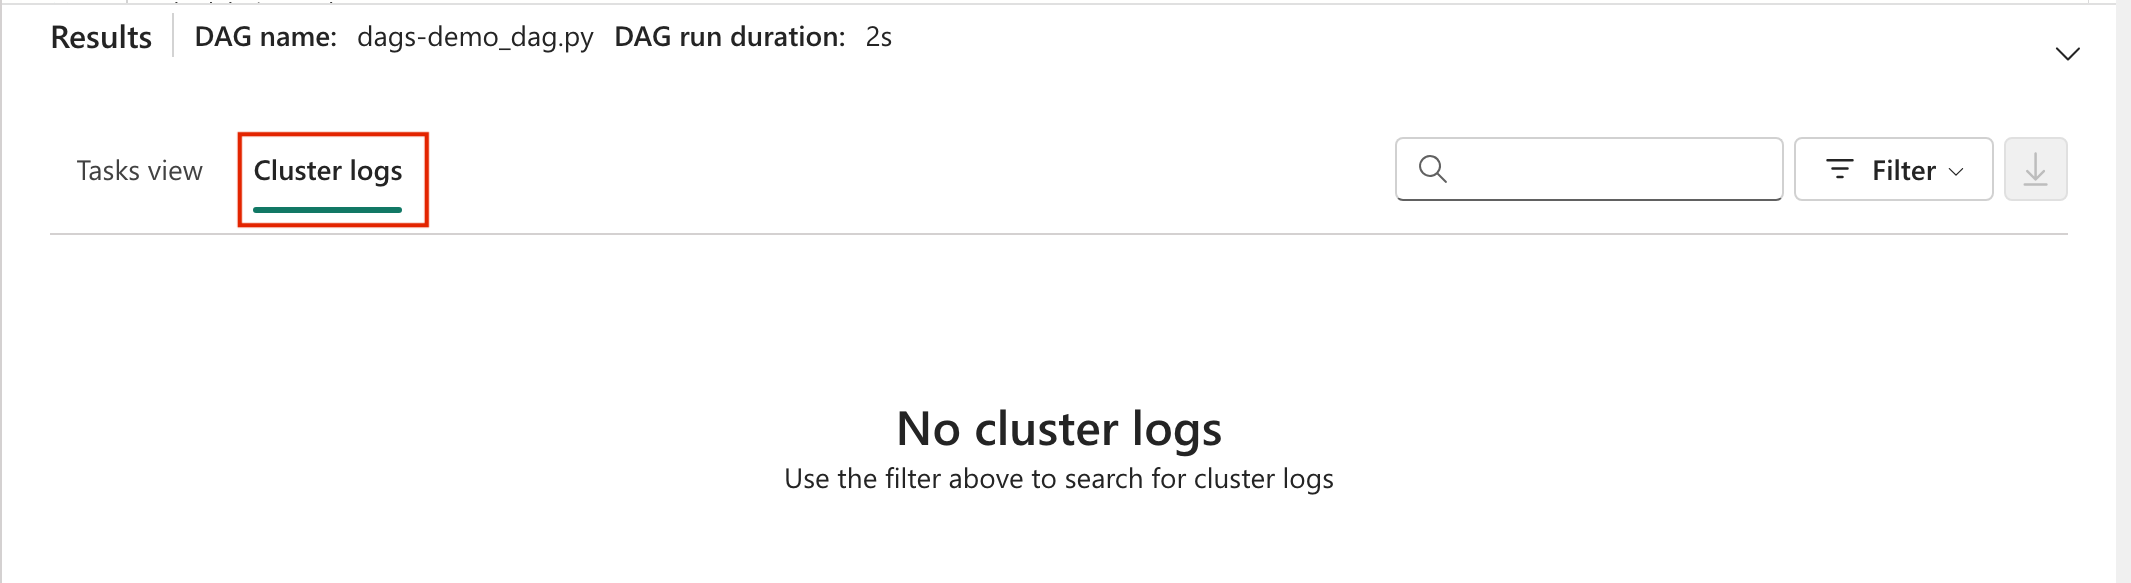 Results DAG name: dags-demo_dag.py DAG run duration: 2s
Tasks view Cluster logs Filter
No cluster logs
Use the filter above to search for cluster logs